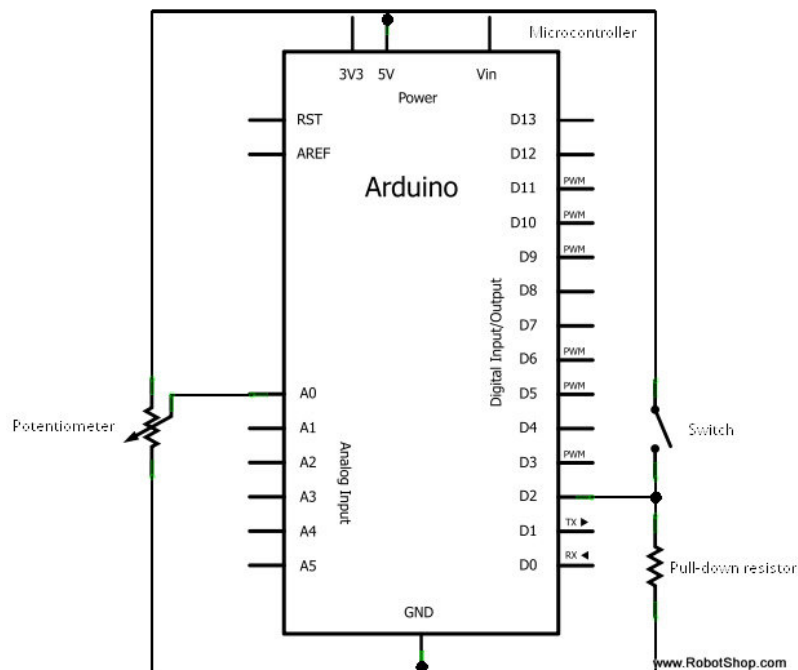 Microcontroller
3V3 5V Vin
Power
RST D13
AREF D12
Arduino
D11 PWM
D10 PWM
D9 PWM
D8
Digital Input/Output
D7
D6 PWM
A0 D5 PWM
Potentiometer
A1 D4
Switch
A2 D3 PWM
Analog Input
A3 D2
A4 D1 TX ▶
A5 D0 RX ◀
Pull-down resistor
GND
www.RobotShop.com